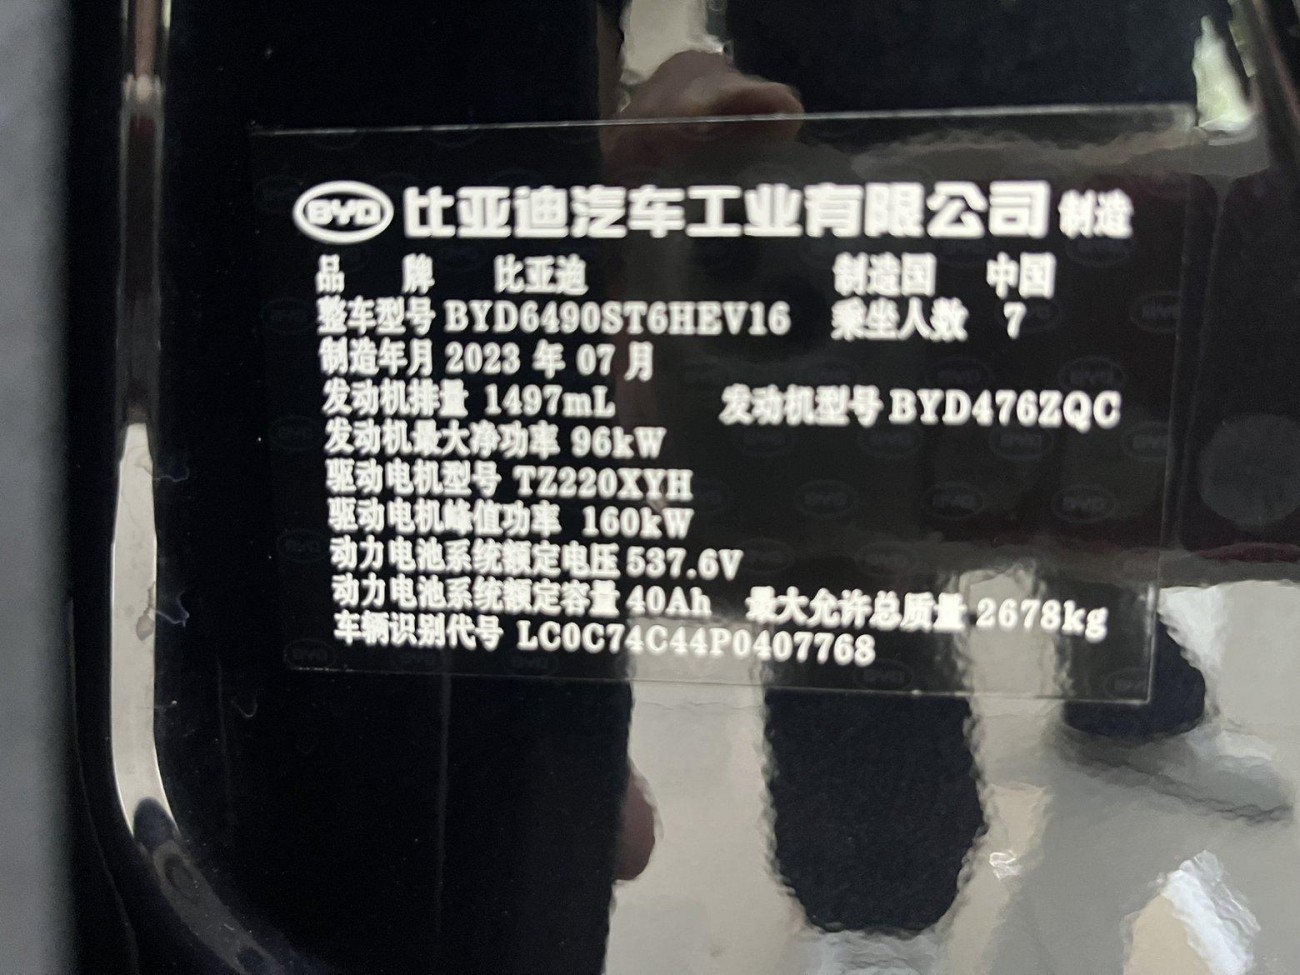 BYD 比亚迪汽车工业有限公司 制造
品 牌 比亚迪 制造国 中国
整车型号 BYD6490ST6HEV16 乘坐人数 7
制造年月 2023 年 07 月
发动机排量 1497mL 发动机型号 BYD476ZQC
发动机最大净功率 96kW
驱动电机型号 TZ220XYH
驱动电机峰值功率 160kW
动力电池系统额定电压 537.6V
动力电池系统额定容量 40Ah 最大允许总质量 2678kg
车辆识别代号 LC0C74C44P0407768